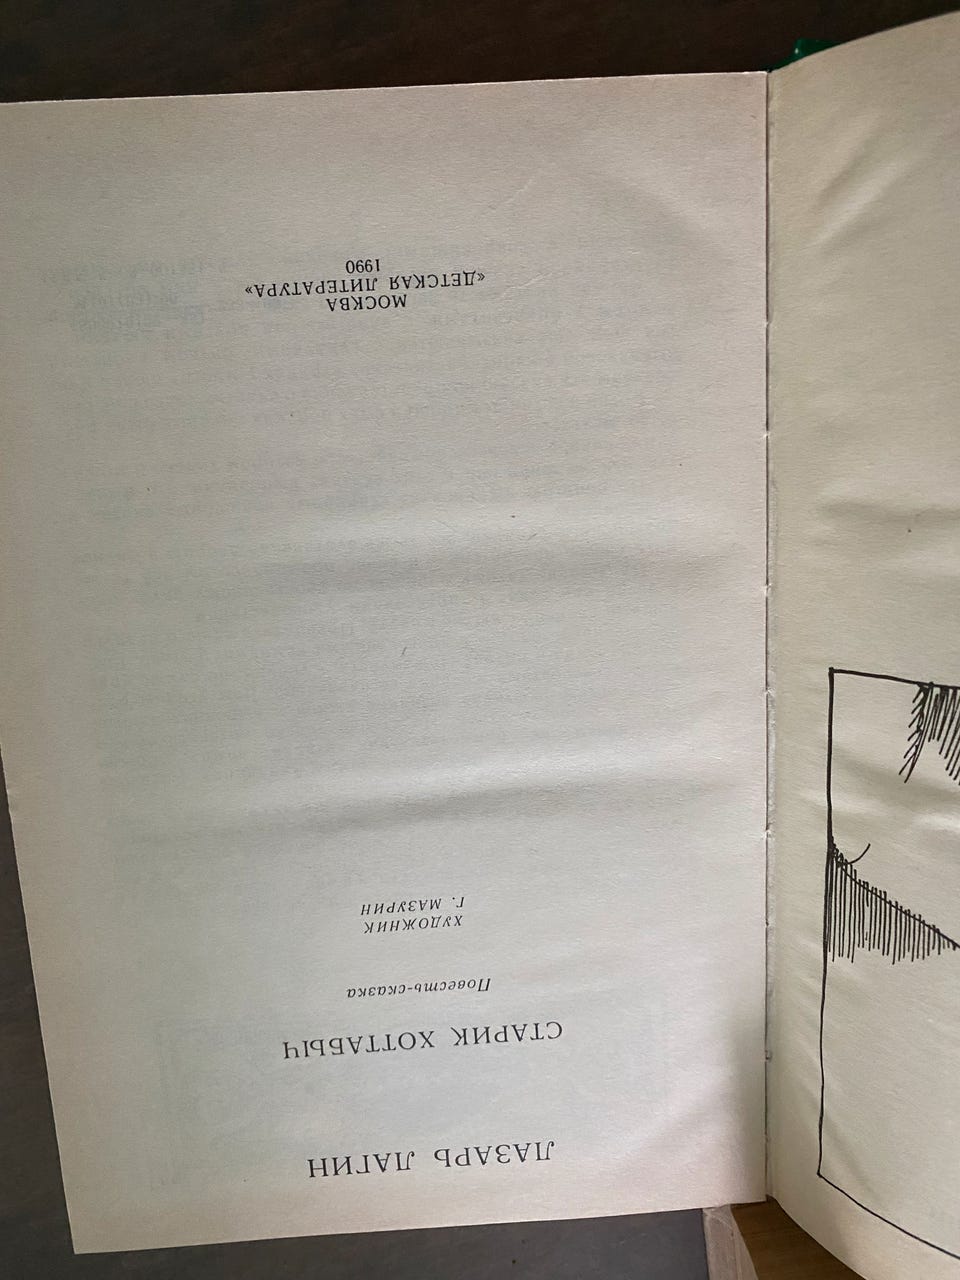 ЛАЗАРЬ ЛАГИН
СТАРИК ХОТТАБЫЧ
Повесть-сказка
ХУДОЖНИК
Г. МАЗУРИН
МОСКВА
«ДЕТСКАЯ ЛИТЕРАТУРА»
1990